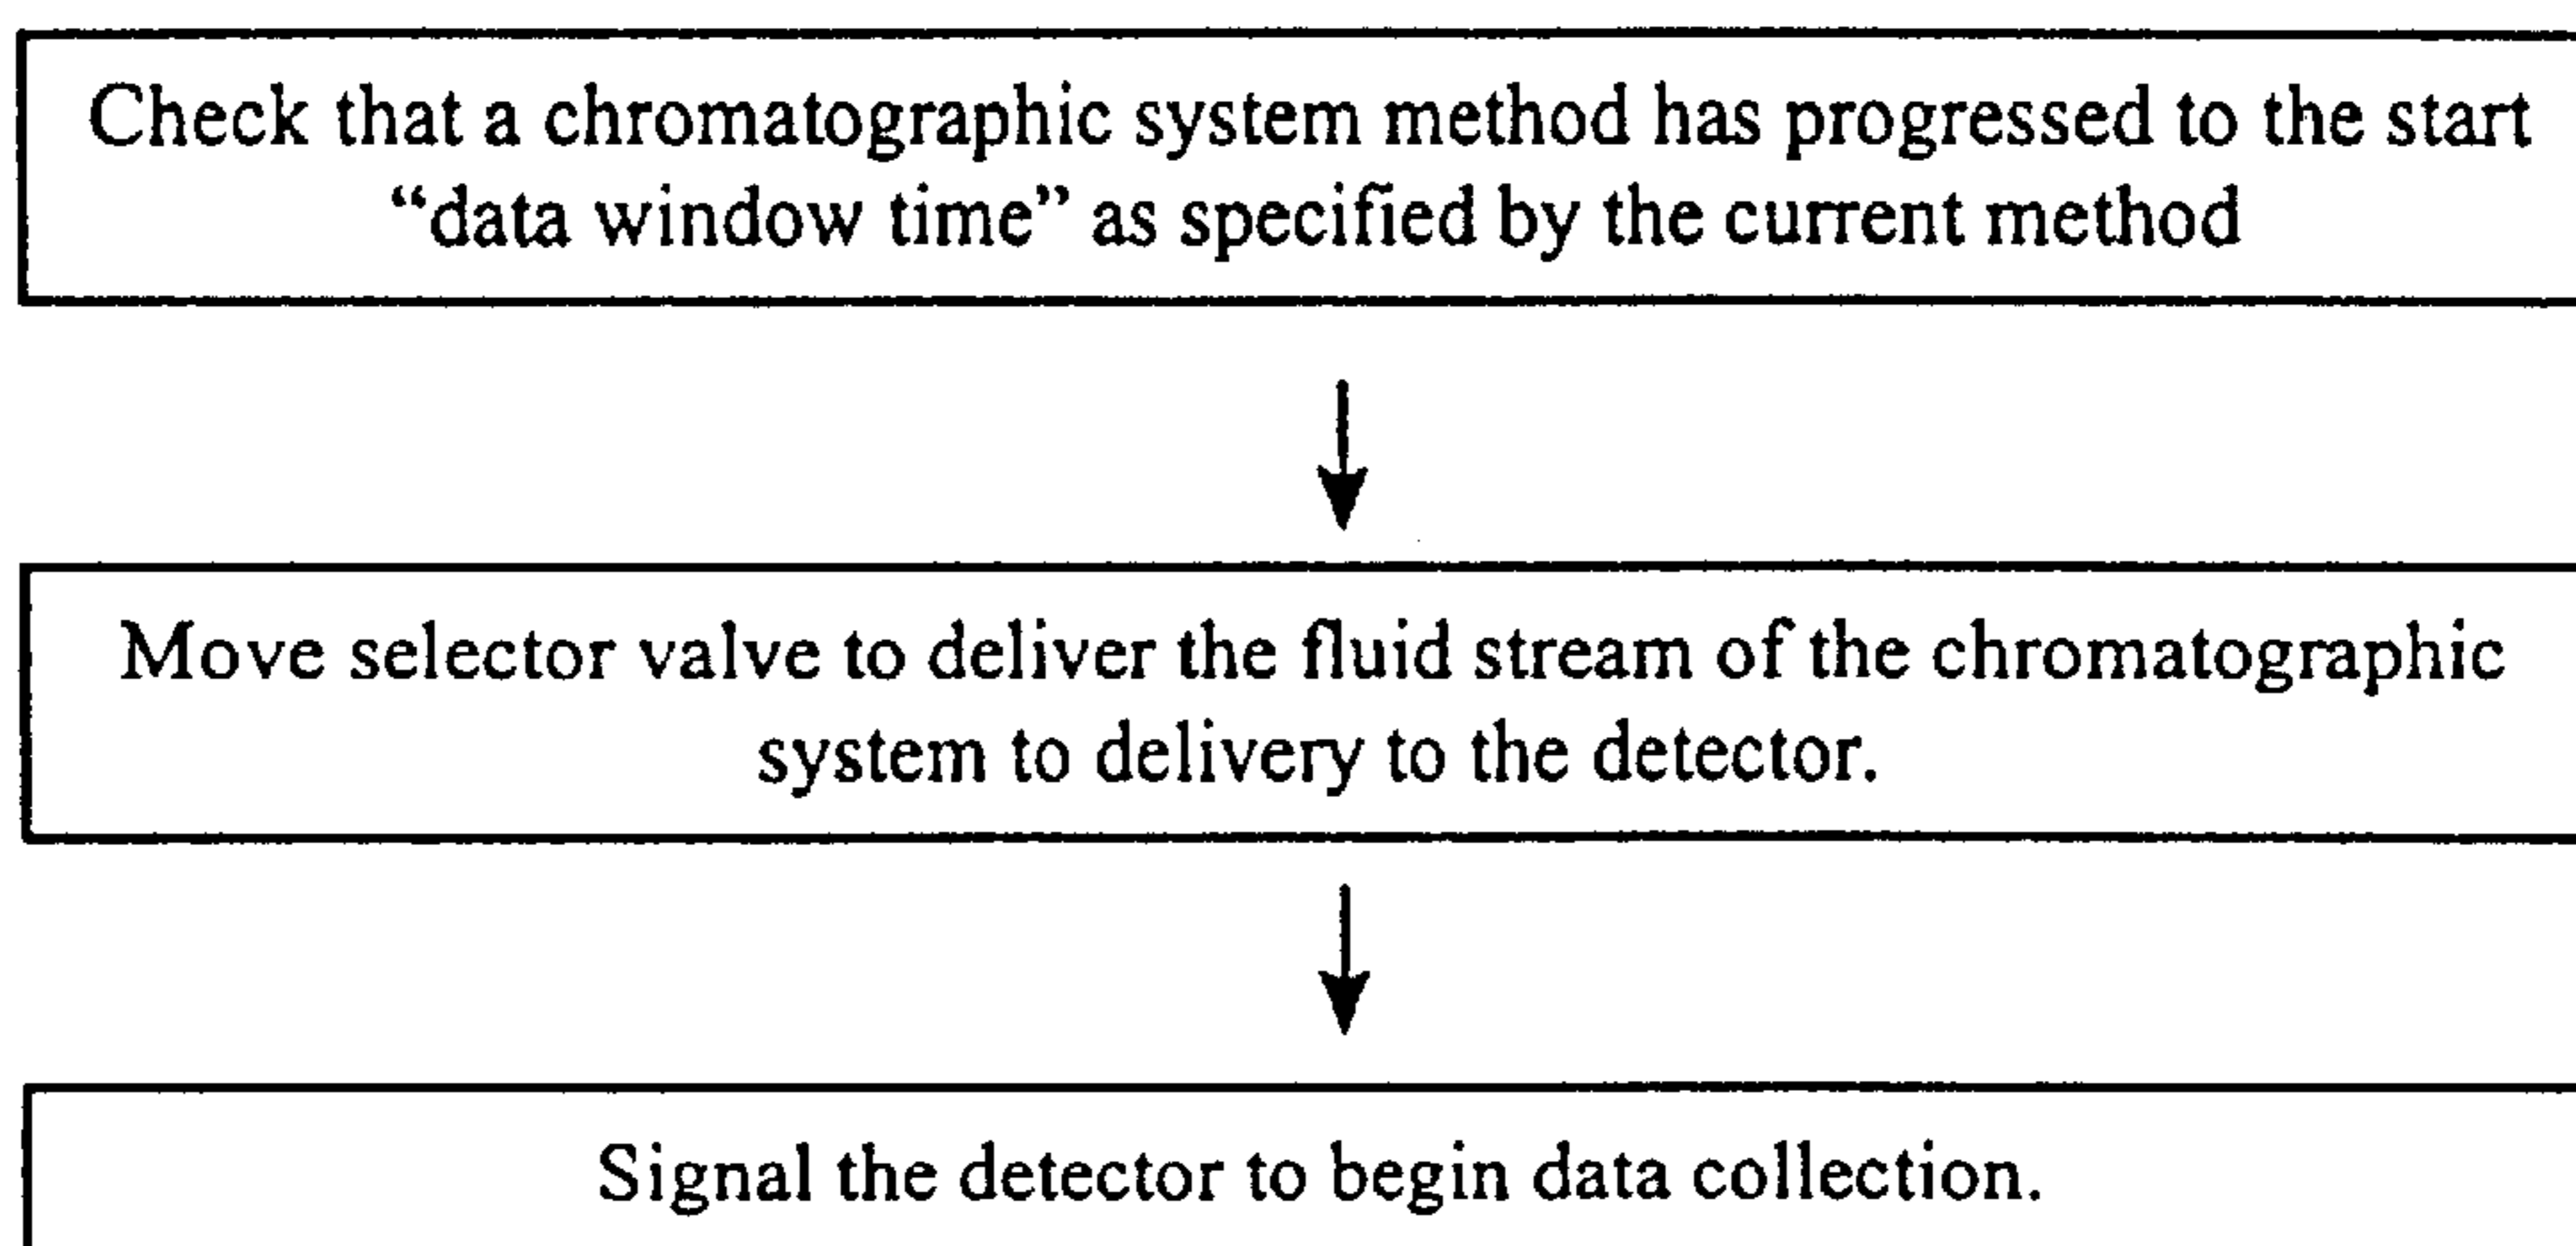 Check that a chromatographic system method has progressed to the start
“data window time” as specified by the current method
Move selector valve to deliver the fluid stream of the chromatographic
system to delivery to the detector.
Signal the detector to begin data collection.